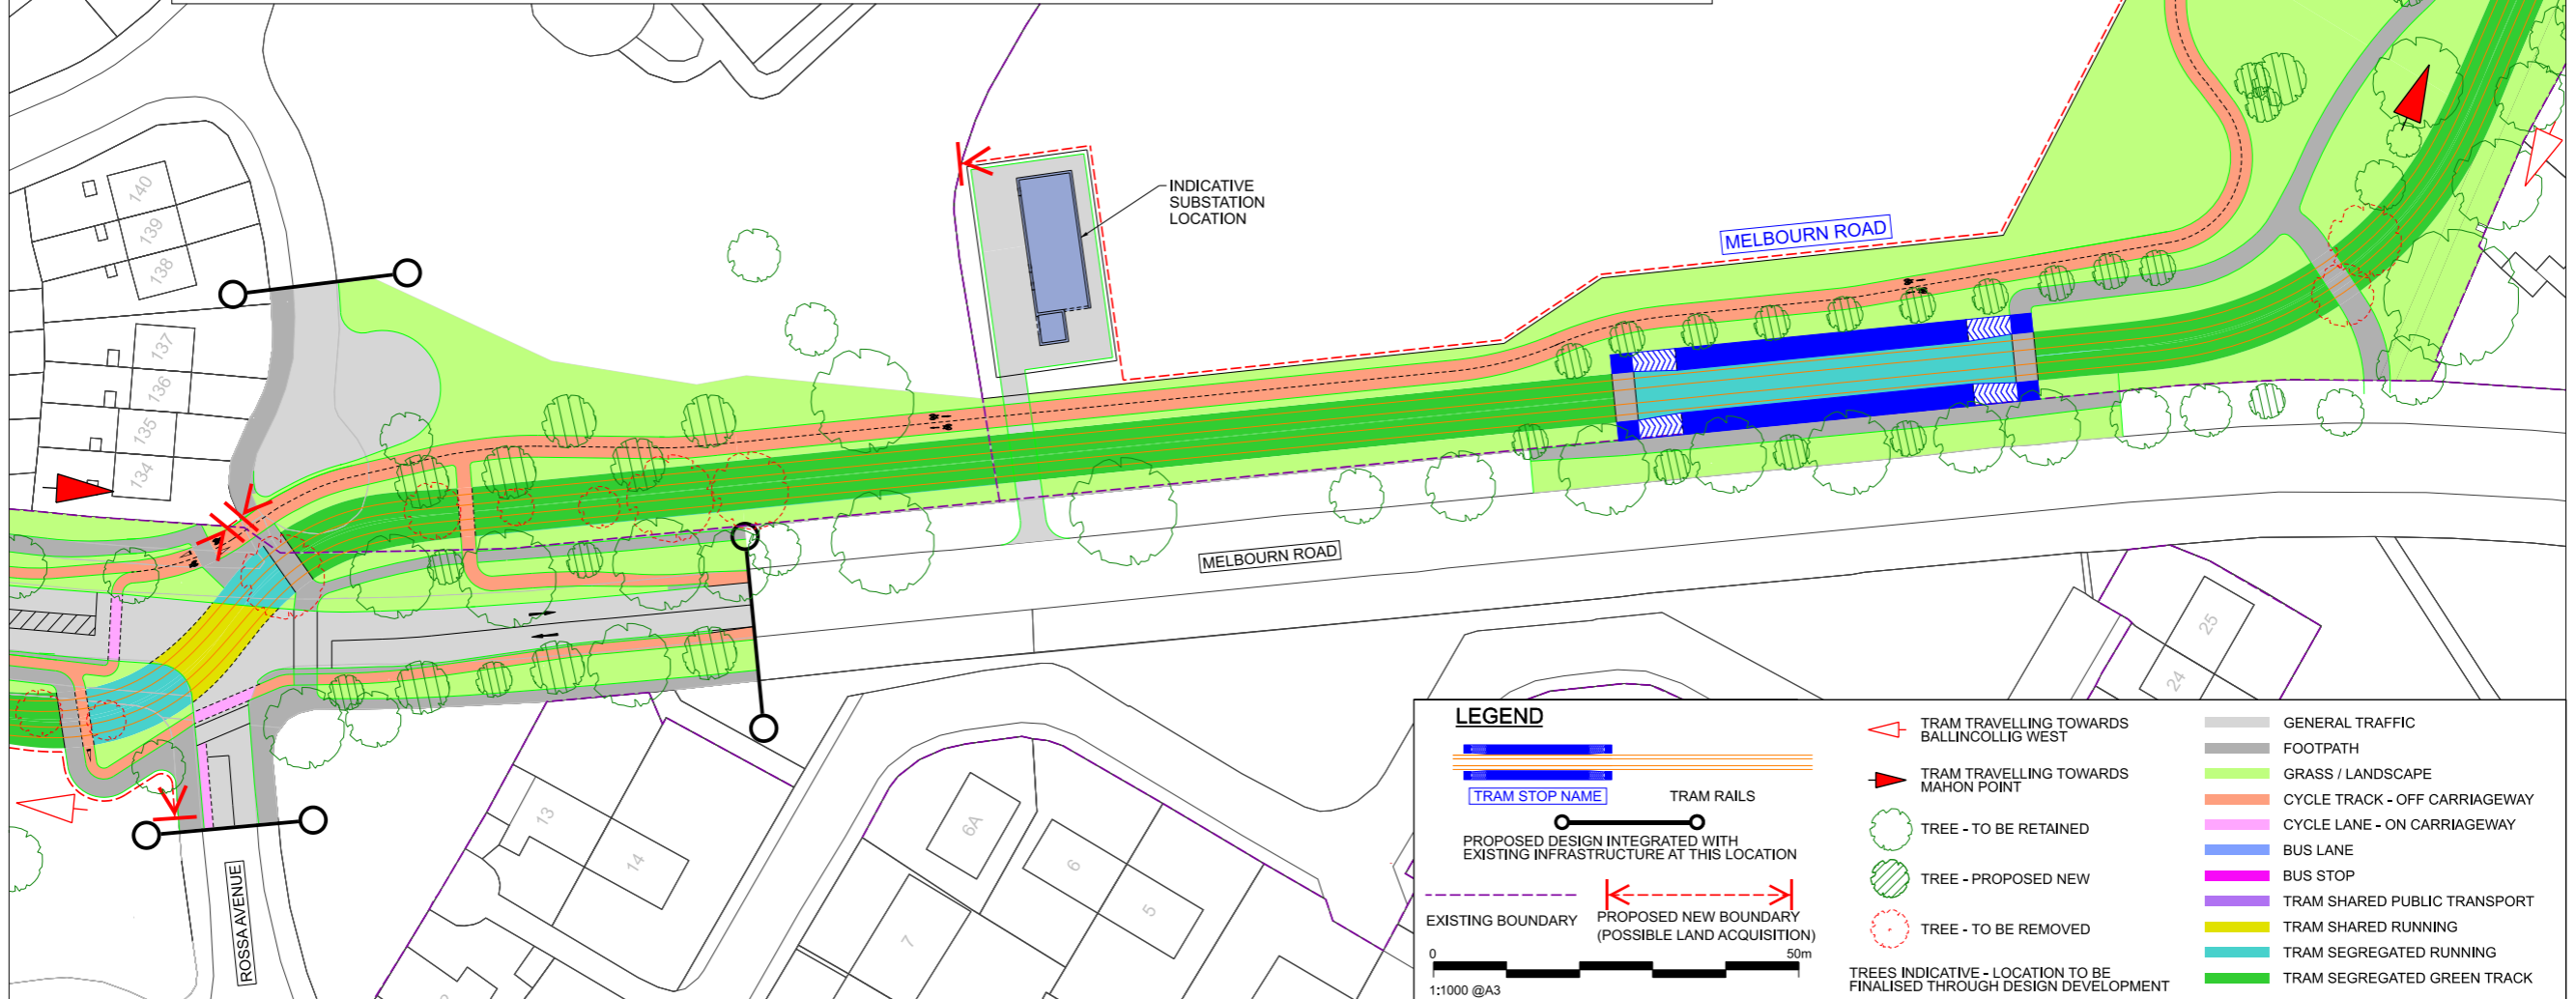 INDICATIVE
SUBSTATION
LOCATION
MELBOURN ROAD
140
139
138
137
136
135
134
MELBOURN ROAD
ROSSA AVENUE
13
14
6A
6
5
7
25
24
LEGEND
TRAM STOP NAME
TRAM RAILS
PROPOSED DESIGN INTEGRATED WITH
EXISTING INFRASTRUCTURE AT THIS LOCATION
EXISTING BOUNDARY
PROPOSED NEW BOUNDARY
(POSSIBLE LAND ACQUISITION)
0 50m
1:1000 @A3
TRAM TRAVELLING TOWARDS
BALLINCOLLIG WEST
TRAM TRAVELLING TOWARDS
MAHON POINT
TREE - TO BE RETAINED
TREE - PROPOSED NEW
TREE - TO BE REMOVED
TREES INDICATIVE - LOCATION TO BE
FINALISED THROUGH DESIGN DEVELOPMENT
GENERAL TRAFFIC
FOOTPATH
GRASS / LANDSCAPE
CYCLE TRACK - OFF CARRIAGEWAY
CYCLE LANE - ON CARRIAGEWAY
BUS LANE
BUS STOP
TRAM SHARED PUBLIC TRANSPORT
TRAM SHARED RUNNING
TRAM SEGREGATED RUNNING
TRAM SEGREGATED GREEN TRACK